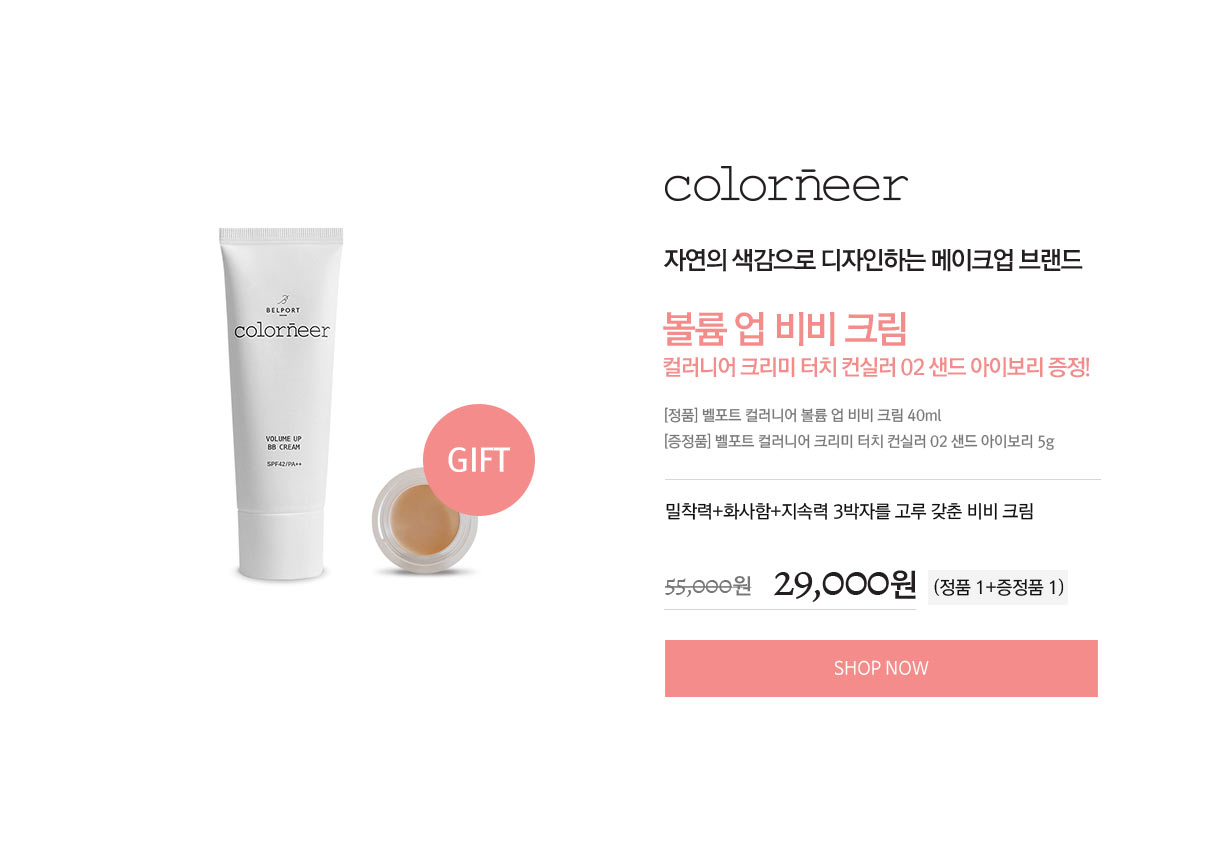 BELPORT
colorn̄eer
VOLUME UP
BB CREAM
SPF42/PA++
GIFT
colorn̄eer
자연의 색감으로 디자인하는 메이크업 브랜드
볼륨 업 비비 크림
컬러니어 크리미 터치 컨실러 02 샌드 아이보리 증정!
[정품] 벨포트 컬러니어 볼륨 업 비비 크림 40ml
[증정품] 벨포트 컬러니어 크리미 터치 컨실러 02 샌드 아이보리 5g
밀착력+화사함+지속력 3박자를 고루 갖춘 비비 크림
55,000원 29,000원 (정품 1+증정품 1)
SHOP NOW